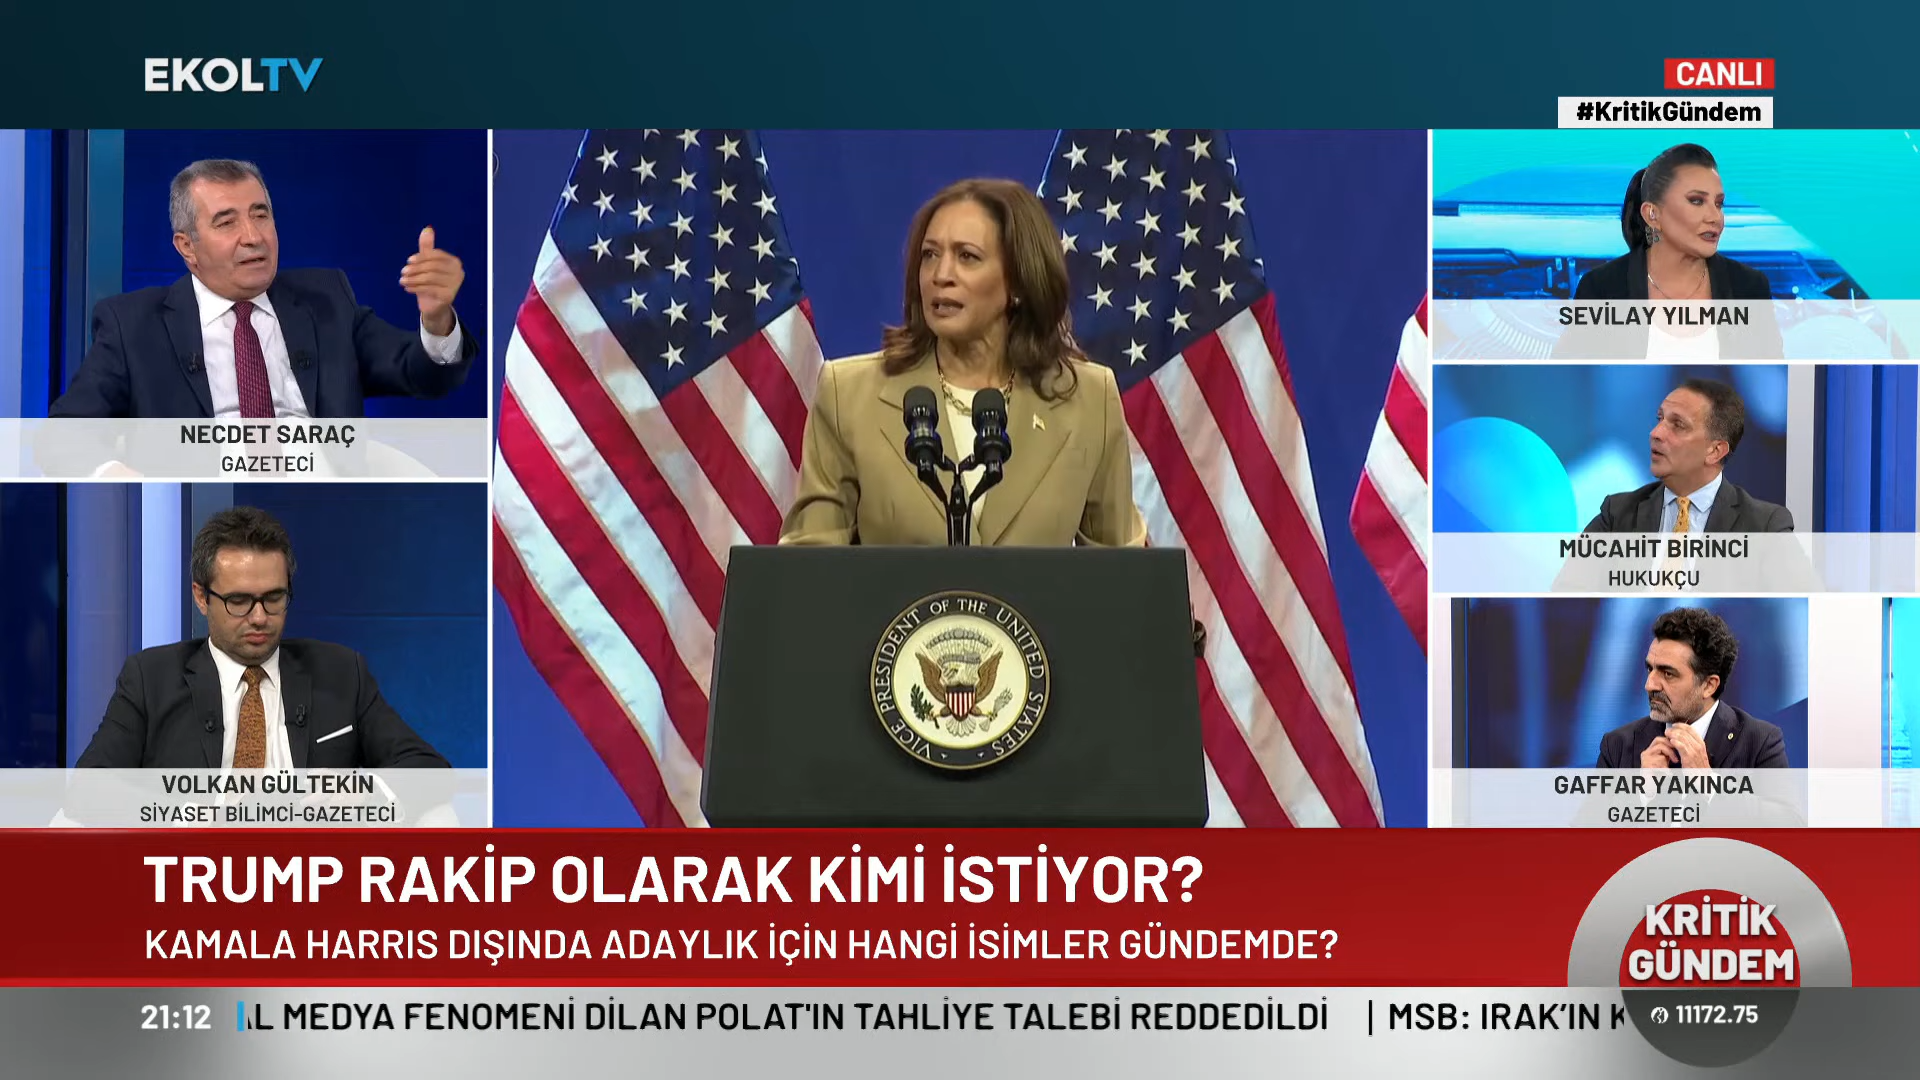 EKOLTV
CANLI
#KritikGündem
NECDET SARAÇ
GAZETECİ
VOLKAN GÜLTEKİN
SİYASET BİLİMCİ-GAZETECİ
VICE PRESIDENT OF THE UNITED STATES
SEVİLAY YILMAN
MÜCAHİT BİRİNCİ
HUKUKÇU
GAFFAR YAKINCA
GAZETECİ
TRUMP RAKİP OLARAK KİMİ İSTİYOR?
KAMALA HARRIS DIŞINDA ADAYLIK İÇİN HANGİ İSİMLER GÜNDEMDE?
KRİTİK
GÜNDEM
21:12
AL MEDYA FENOMENİ DİLAN POLAT'IN TAHLİYE TALEBİ REDDEDİLDİ | MSB: IRAK'IN K
11172.75